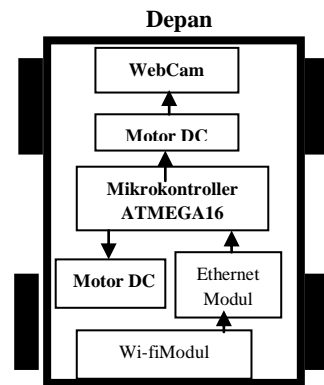 Depan
WebCam
Motor DC
Mikrokontroller
ATMEGA16
Motor DC
Ethernet
Modul
Wi-fiModul